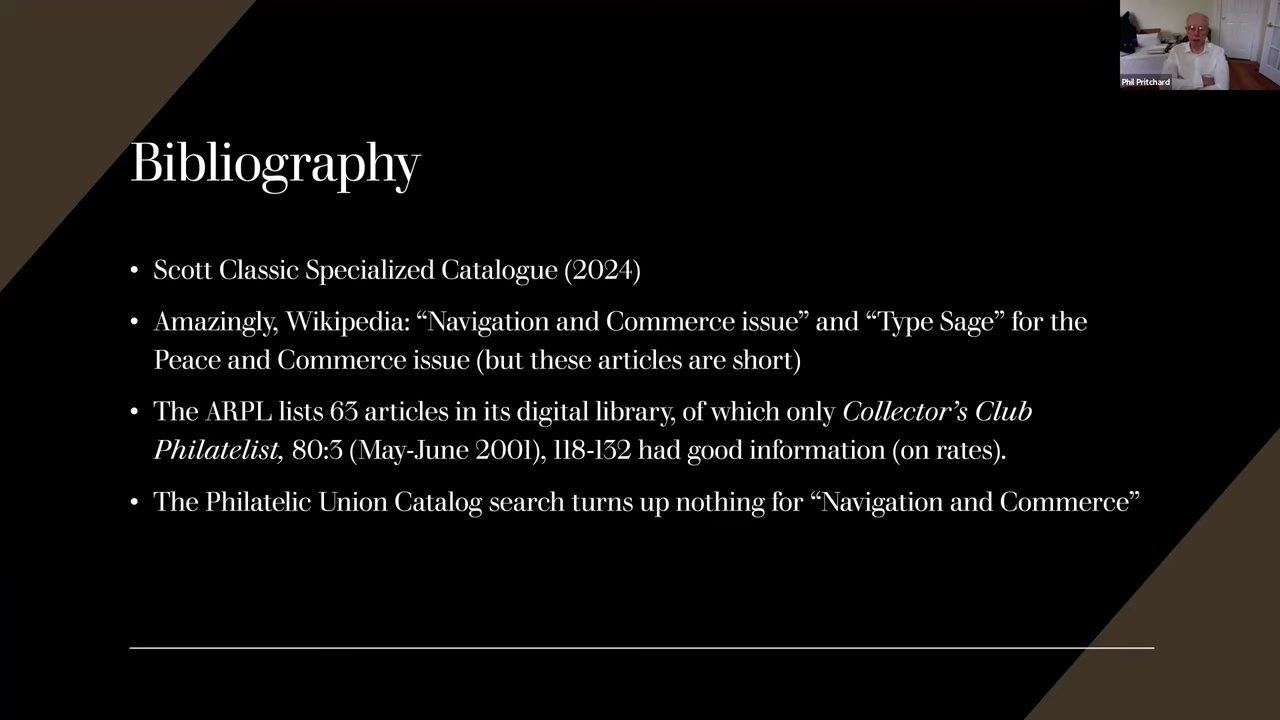 Phil Pritchard
Bibliography
• Scott Classic Specialized Catalogue (2024)
• Amazingly, Wikipedia: “Navigation and Commerce issue” and “Type Sage” for the
Peace and Commerce issue (but these articles are short)
• The ARPL lists 63 articles in its digital library, of which only Collector’s Club
Philatelist, 80:3 (May-June 2001), 118-132 had good information (on rates).
• The Philatelic Union Catalog search turns up nothing for “Navigation and Commerce”